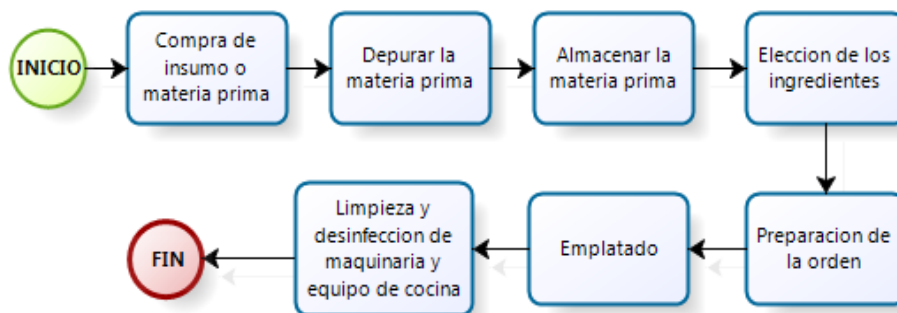 INICIO
Compra de
insumo o
materia prima
Depurar la
materia prima
Almacenar la
materia prima
Eleccion de los
ingredientes
Preparacion de
la orden
Emplatado
Limpieza y
desinfeccion de
maquinaria y
equipo de cocina
FIN